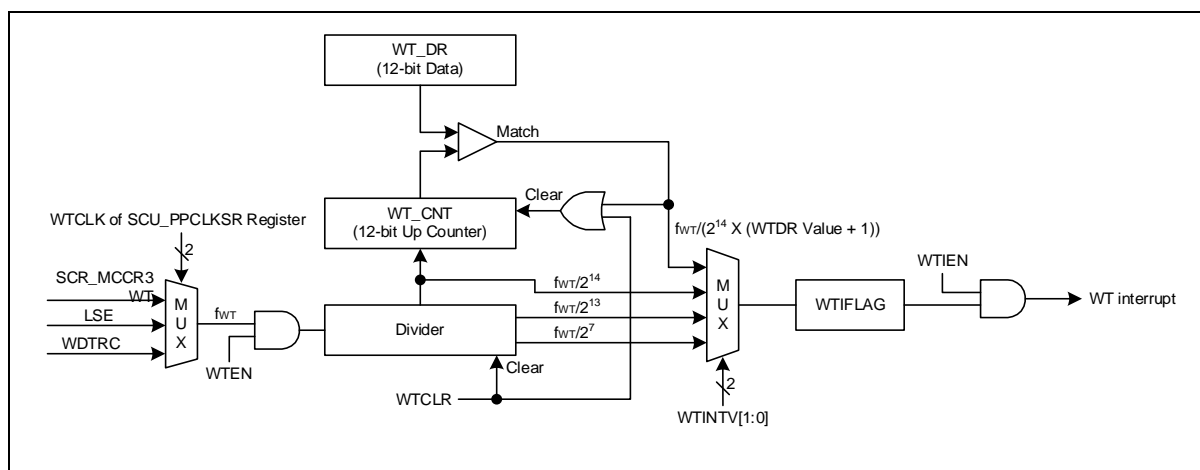 WT_DR
(12-bit Data)
Match
Clear
WTCLK of SCU_PPCLKSR Register
WT_CNT
(12-bit Up Counter)
fWT/(2^14 X (WTDR Value + 1))
2
SCR_MCCR3
WT
LSE
WDTRC
M
U
X
fWT
WTEN
Divider
fWT/2^14
fWT/2^13
fWT/2^7
Clear
WTCLR
M
U
X
2
WTINTV[1:0]
WTIFLAG
WTIEN
WT interrupt